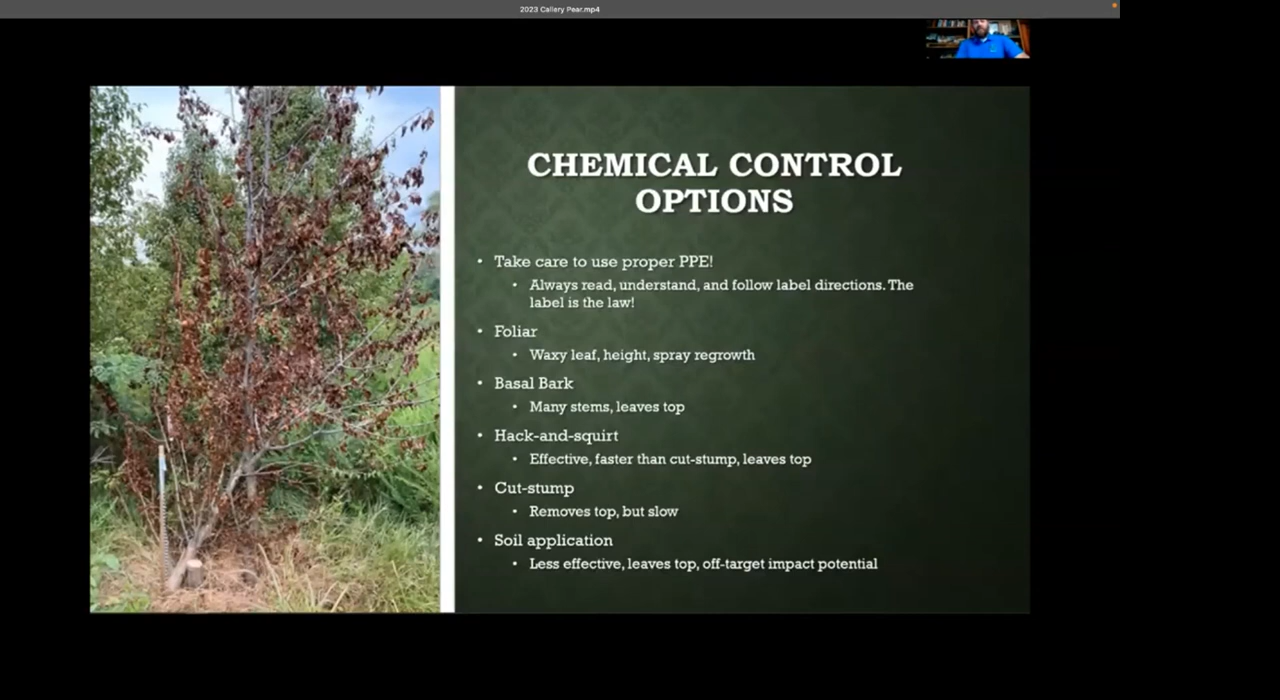 2023 Callery Pear.mp4
CHEMICAL CONTROL
OPTIONS
• Take care to use proper PPE!
• Always read, understand, and follow label directions. The
label is the law!
• Foliar
• Waxy leaf, height, spray regrowth
• Basal Bark
• Many stems, leaves top
• Hack-and-squirt
• Effective, faster than cut-stump, leaves top
• Cut-stump
• Removes top, but slow
• Soil application
• Less effective, leaves top, off-target impact potential